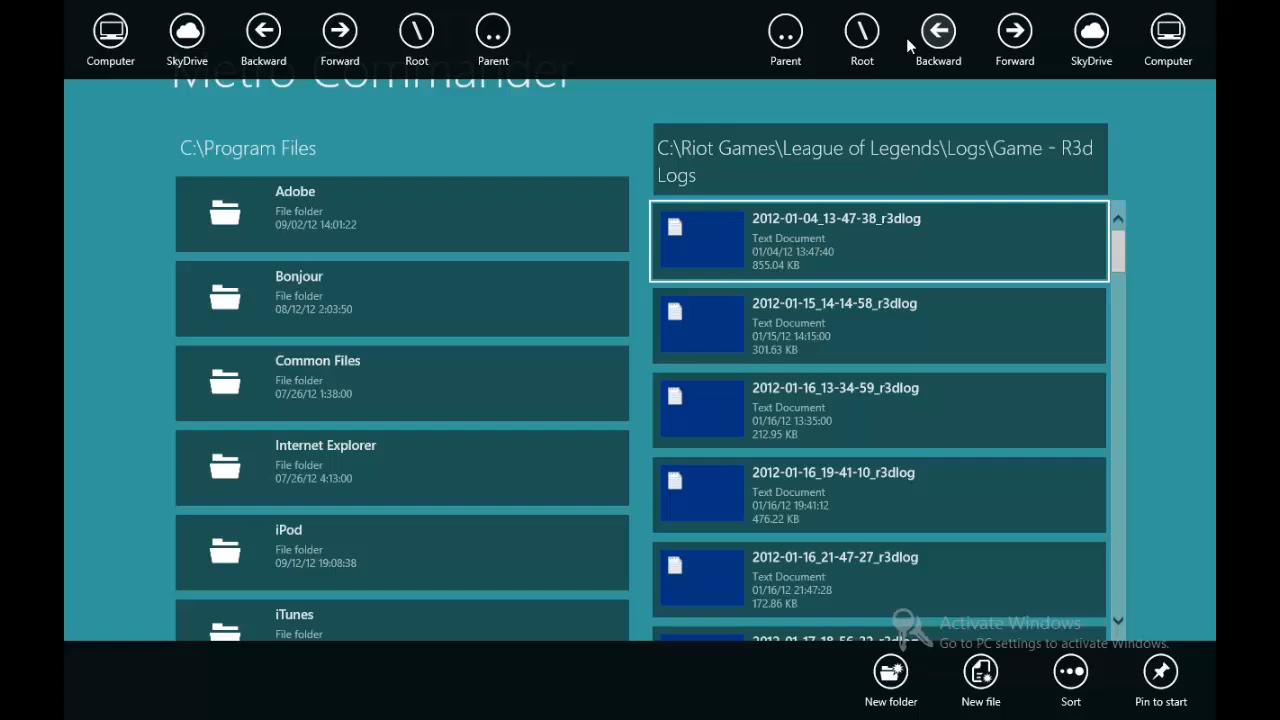 Computer
SkyDrive
Backward
Forward
Root
Parent
Parent
Root
Backward
Forward
SkyDrive
Computer
Metro Commander
C:\Program Files
Adobe
File folder
09/02/12 14:01:22
Bonjour
File folder
08/12/12 2:03:50
Common Files
File folder
07/26/12 1:38:00
Internet Explorer
File folder
07/26/12 4:13:00
iPod
File folder
09/12/12 19:08:38
iTunes
File folder
C:\Riot Games\League of Legends\Logs\Game - R3d
Logs
2012-01-04_13-47-38_r3dlog
Text Document
01/04/12 13:47:40
855.04 KB
2012-01-15_14-14-58_r3dlog
Text Document
01/15/12 14:15:00
301.63 KB
2012-01-16_13-34-59_r3dlog
Text Document
01/16/12 13:35:00
212.95 KB
2012-01-16_19-41-10_r3dlog
Text Document
01/16/12 19:41:12
476.22 KB
2012-01-16_21-47-27_r3dlog
Text Document
01/16/12 21:47:28
172.86 KB
Activate Windows
Go to PC settings to activate Windows.
New folder
New file
Sort
Pin to start